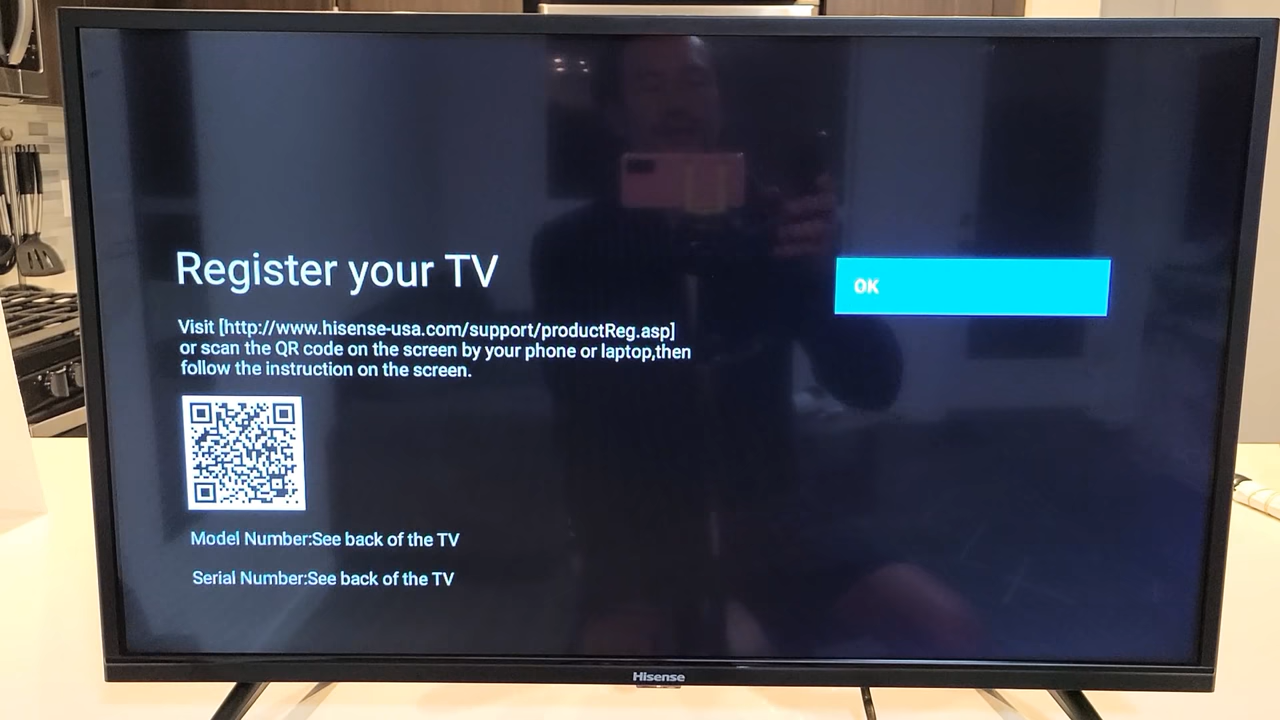 Register your TV
OK
Visit [http://www.hisense-usa.com/support/productReg.asp]
or scan the QR code on the screen by your phone or laptop,then
follow the instruction on the screen.
Model Number:See back of the TV
Serial Number:See back of the TV
Hisense